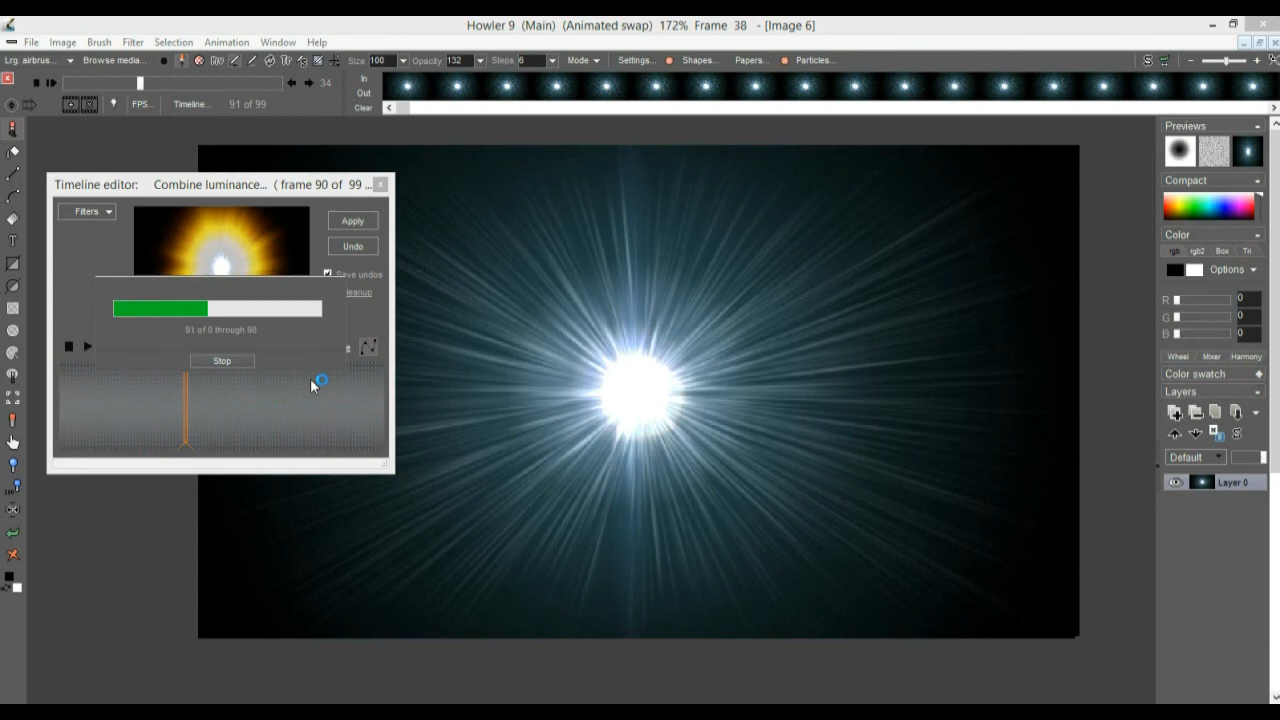 Howler 9 (Main) (Animated swap) 172% Frame 38 - [Image 6]
File Image Brush Filter Selection Animation Window Help
Lrg. airbrus... Browse media... Size 100 Opacity 132 Steps 6 Mode Settings... Shapes... Papers... Particles...
34
In
Out
Clear
FPS... Timeline... 91 of 99
Timeline editor: Combine luminance... ( frame 90 of 99 ...
Filters
Apply
Undo
Save undos
leanup
91 of 0 through 98
Stop
Previews
Compact
Color
rgb rgb2 Box Tri
Options
R 0
G 0
B 0
Wheel Mixer Harmony
Color swatch
Layers
Default
Layer 0